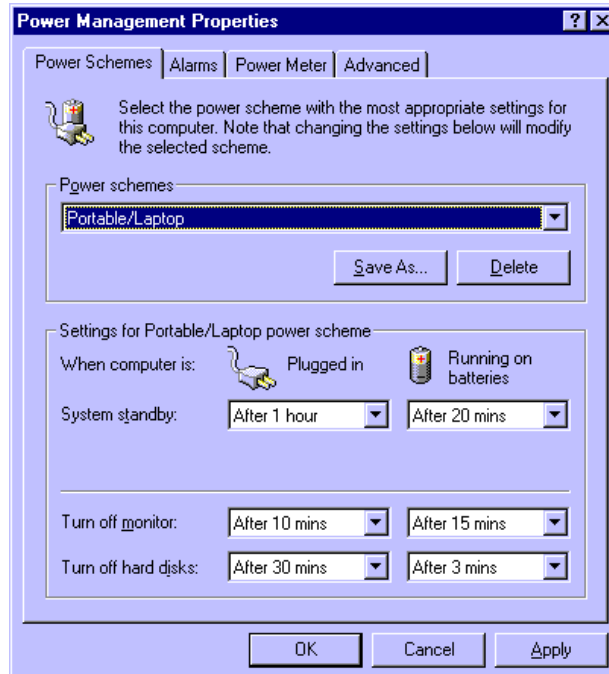 Power Management Properties
Power Schemes Alarms Power Meter Advanced
Select the power scheme with the most appropriate settings for
this computer. Note that changing the settings below will modify
the selected scheme.
Power schemes
Portable/Laptop
Save As... Delete
Settings for Portable/Laptop power scheme
When computer is: Plugged in Running on
batteries
System standby: After 1 hour After 20 mins
Turn off monitor: After 10 mins After 15 mins
Turn off hard disks: After 30 mins After 3 mins
OK Cancel Apply